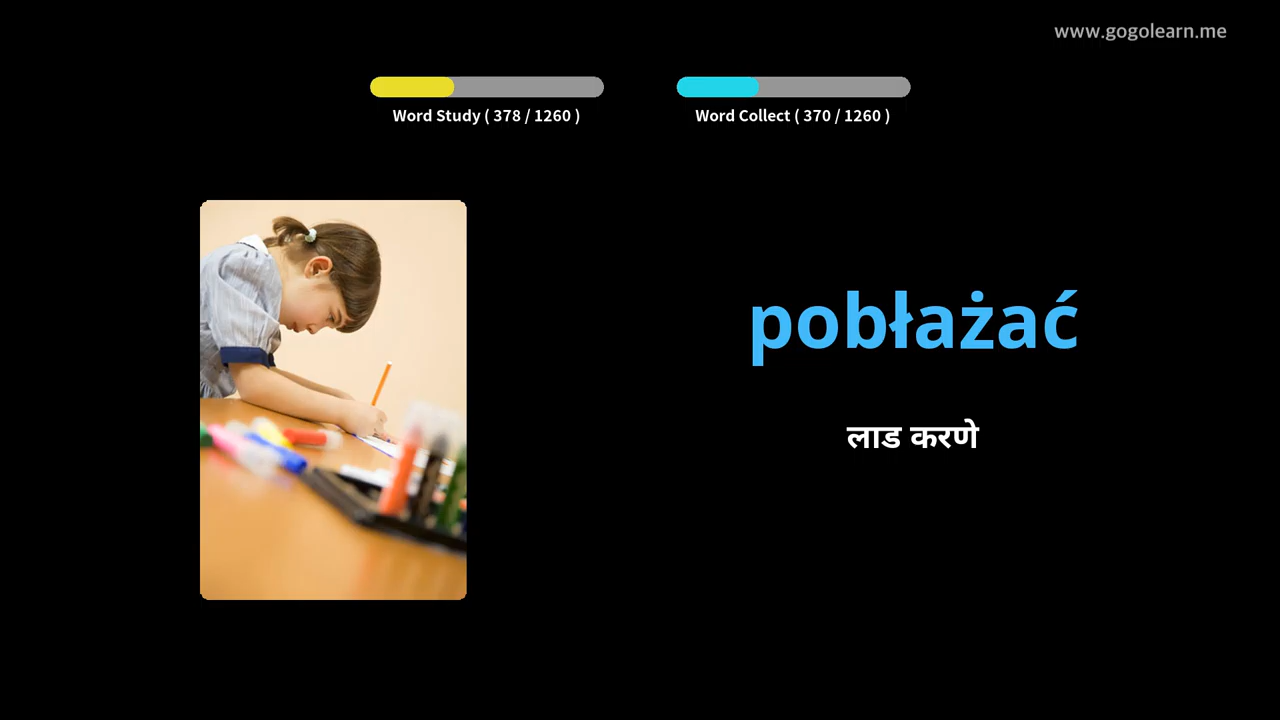 www.gogolearn.me
Word Study ( 378 / 1260 )
Word Collect ( 370 / 1260 )
pobłażać
लाड करणे